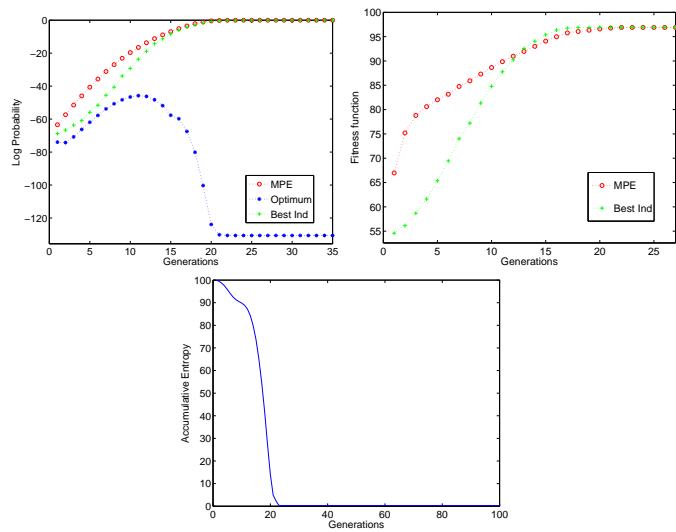 0
−20
−40
−60
−80
−100
−120
Log Probability
0 5 10 15 20 25 30 35
Generations
MPE
Optimum
Best Ind
100
95
90
85
80
75
70
65
60
55
Fitness function
0 5 10 15 20 25
Generations
MPE
Best Ind
100
90
80
70
60
50
40
30
20
10
0
Accumulative Entropy
0 20 40 60 80 100
Generations